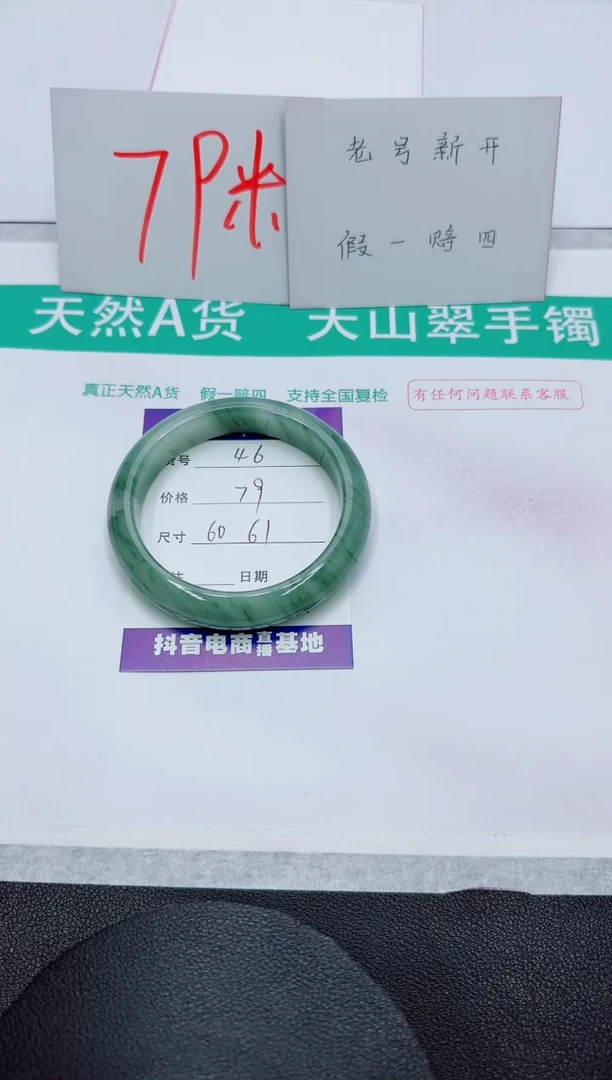 7P米
老号新开
假一赔四
天然A货 天山翠手镯
真正天然A货 假一赔四 支持全国复检 有任何问题联系客服
货号 46
价格 79
尺寸 60 61
日期
抖音电商直播基地